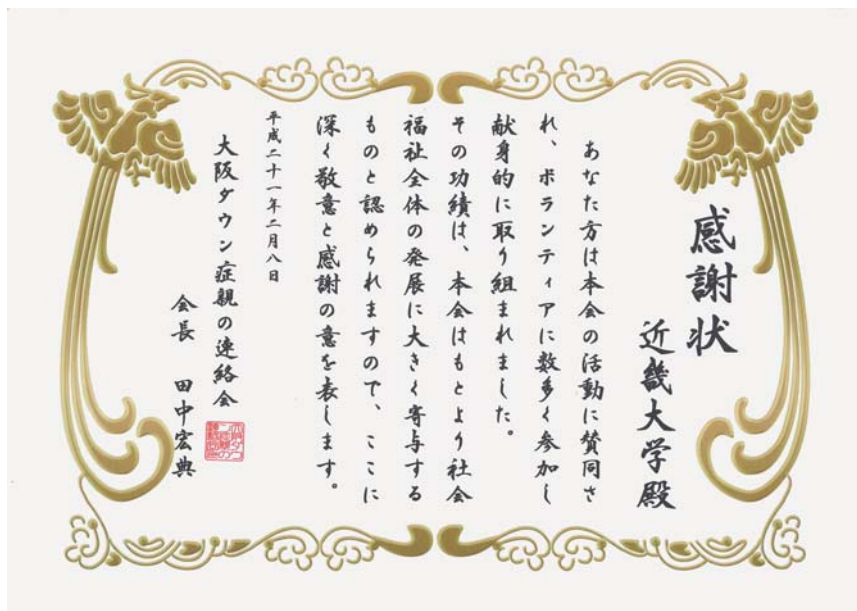 感謝状
近畿大学殿
あなた方は本会の活動に賛同さ
れ、ボランティアに数多く参加し
献身的に取り組まれました。
その功績は、本会はもとより社会
福祉全体の発展に大きく寄与する
ものと認められますので、ここに
深く敬意と感謝の意を表します。
平成二十一年二月八日
大阪ダウン症親の連絡会
会長 田中宏典